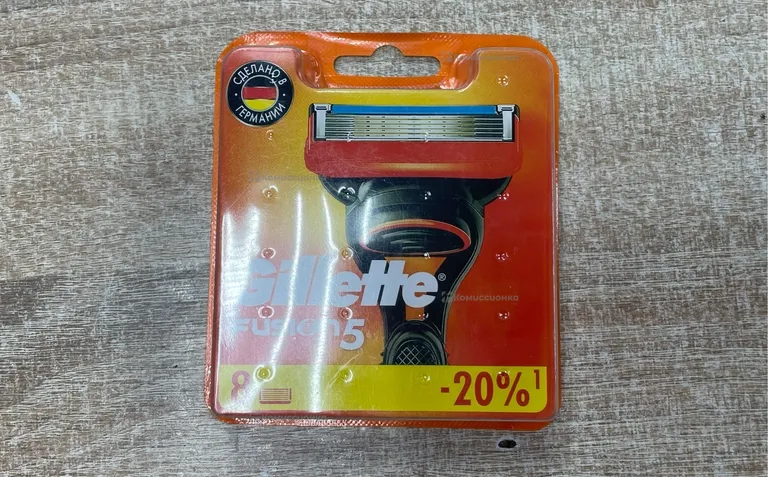 СДЕЛАНО В
ГЕРМАНИИ
Gillette®
Комиссионка
FUSION5
8
-20%¹